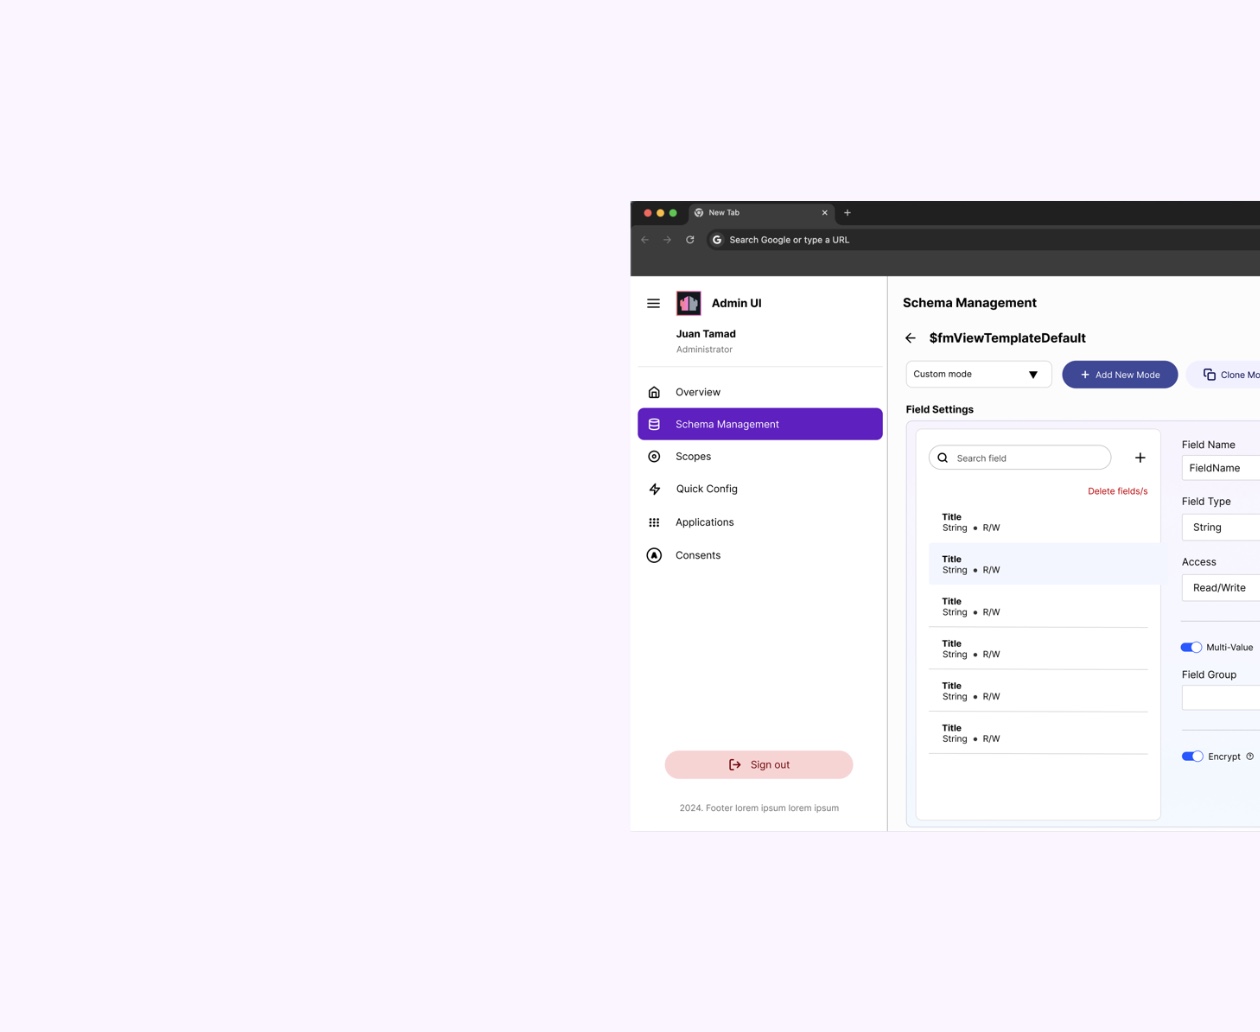 New Tab
Search Google or type a URL
Admin UI
Juan Tamad
Administrator
Overview
Schema Management
Scopes
Quick Config
Applications
Consents
Sign out
2024. Footer lorem ipsum lorem ipsum
Schema Management
$fmViewTemplateDefault
Custom mode
Add New Mode
Clone Mo
Field Settings
Search field
Delete fields/s
Title
String • R/W
Title
String • R/W
Title
String • R/W
Title
String • R/W
Title
String • R/W
Title
String • R/W
Field Name
FieldName
Field Type
String
Access
Read/Write
Multi-Value
Field Group
Encrypt